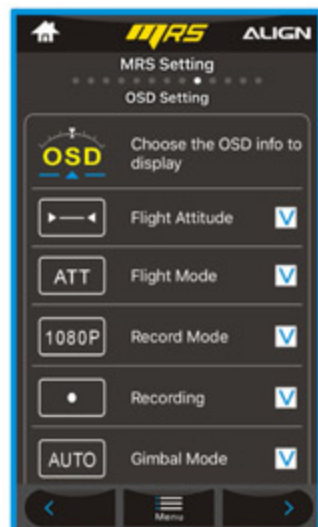 MRS ALIGN
MRS Setting
OSD Setting
OSD Choose the OSD info to
display
Flight Attitude
ATT Flight Mode
1080P Record Mode
Recording
AUTO Gimbal Mode
Menu